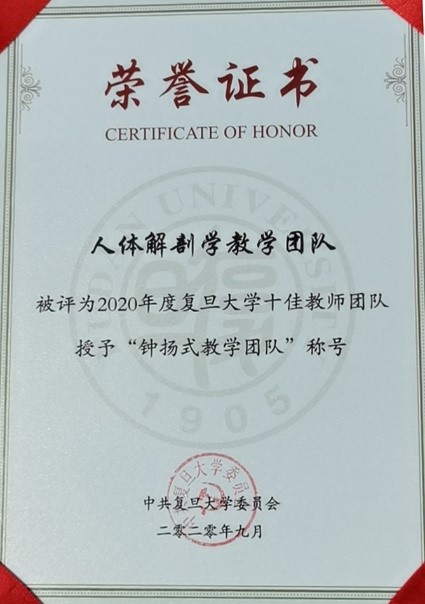 荣誉证书
CERTIFICATE OF HONOR
人体解剖学教学团队
被评为2020年度复旦大学十佳教师团队
授予“钟扬式教学团队”称号
1905
中共复旦大学委员会
二零二零年九月